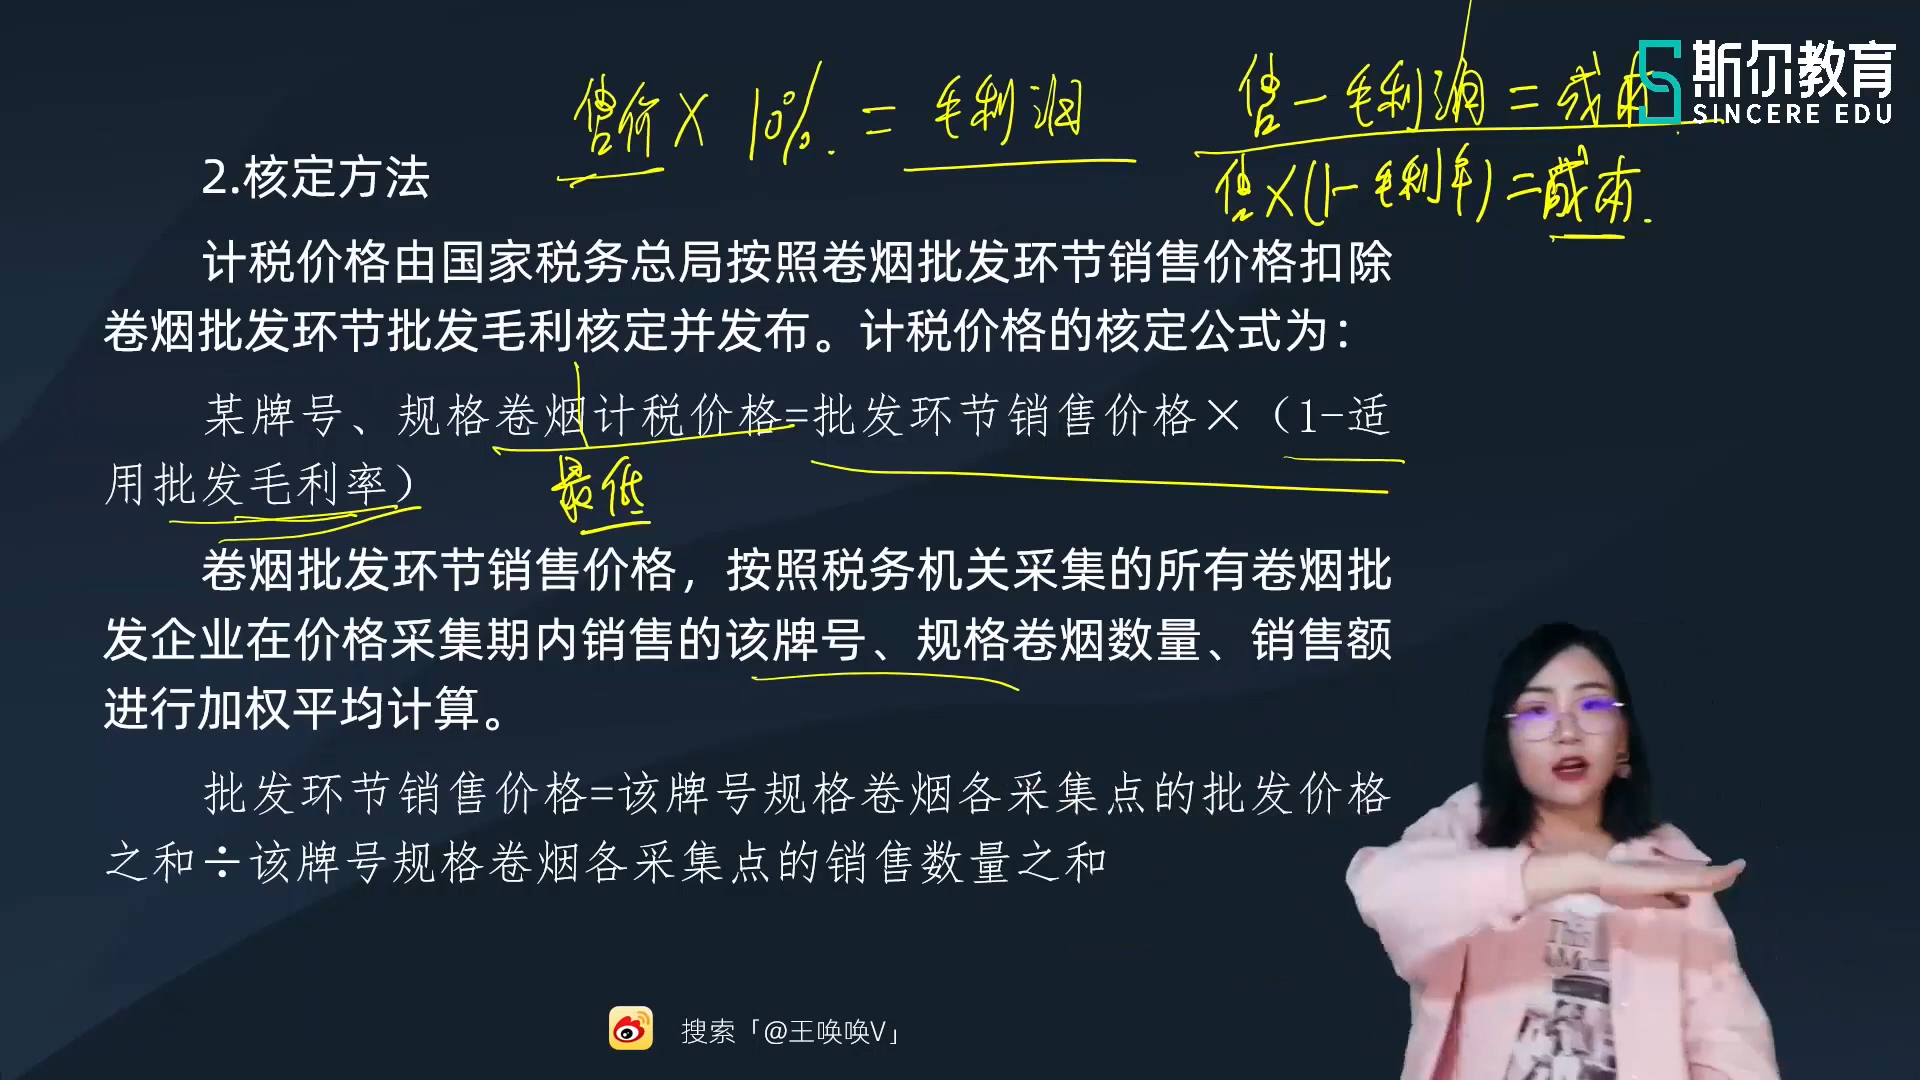 售价×10%.=毛利润
售-毛利润=成本
售×(1-毛利率)=成本.
斯尔教育
SINCERE EDU
2.核定方法
计税价格由国家税务总局按照卷烟批发环节销售价格扣除
卷烟批发环节批发毛利核定并发布。计税价格的核定公式为：
某牌号、规格卷烟计税价格=批发环节销售价格×（1-适
用批发毛利率）
最低
卷烟批发环节销售价格，按照税务机关采集的所有卷烟批
发企业在价格采集期内销售的该牌号、规格卷烟数量、销售额
进行加权平均计算。
批发环节销售价格=该牌号规格卷烟各采集点的批发价格
之和÷该牌号规格卷烟各采集点的销售数量之和
This
搜索「@王唤唤V」